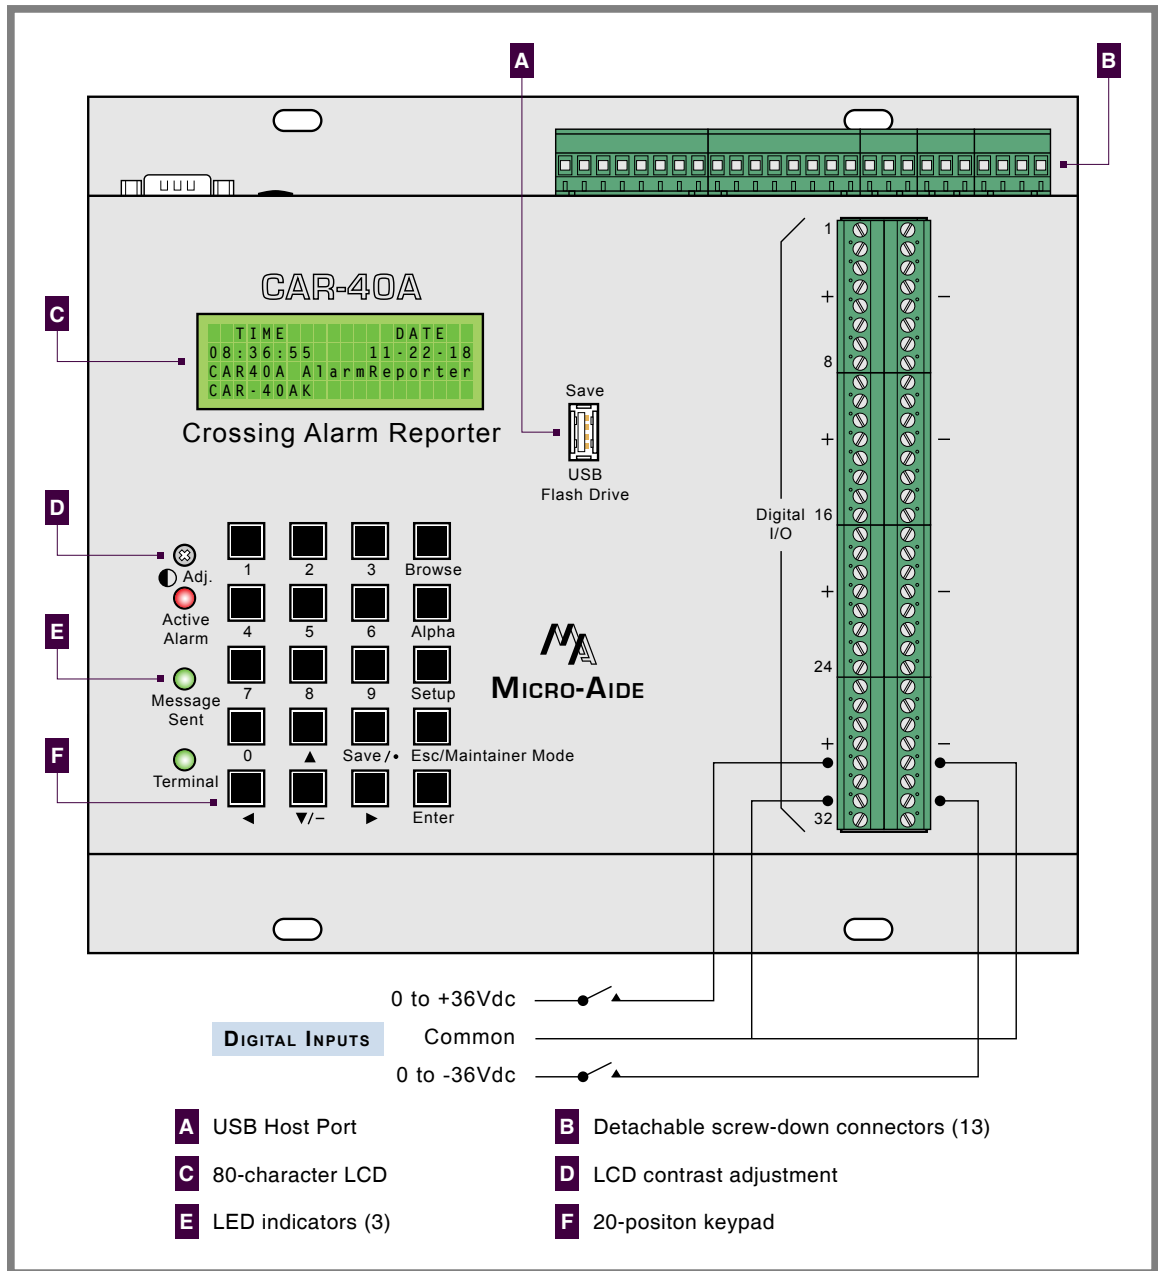 A
B
CAR-40A
C
TIME DATE
08:36:55 11-22-18
CAR40A AlarmReporter
CAR-40AK
Crossing Alarm Reporter
Save
USB
Flash Drive
1
+ −
8
+ −
Digital 16
I/O
+ −
24
+ −
32
D
Adj.
Active
Alarm
E
Message
Sent
F
Terminal
1 2 3 Browse
4 5 6 Alpha
7 8 9 Setup
0 ▲ Save/• Esc/Maintainer Mode
◀ ▼/− ▶ Enter
MICRO-AIDE
0 to +36Vdc
DIGITAL INPUTS Common
0 to -36Vdc
A USB Host Port
B Detachable screw-down connectors (13)
C 80-character LCD
D LCD contrast adjustment
E LED indicators (3)
F 20-positon keypad